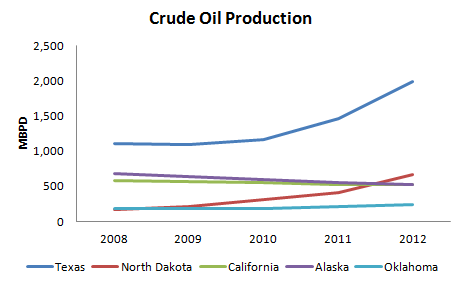 Crude Oil Production
2,500
2,000
1,500
1,000
500
0
MBPD
2008 2009 2010 2011 2012
Texas North Dakota California Alaska Oklahoma